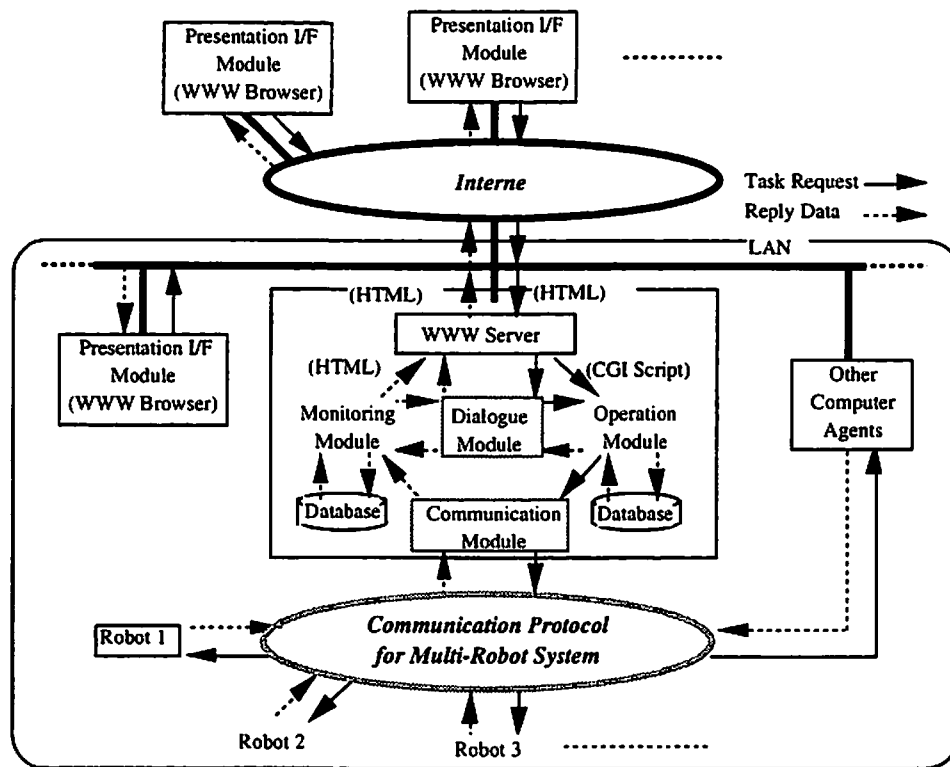 Presentation I/F
Module
(WWW Browser)
Presentation I/F
Module
(WWW Browser)
Interne
Task Request
Reply Data
LAN
(HTML)
(HTML)
WWW Server
Presentation I/F
Module
(WWW Browser)
(HTML)
(CGI Script)
Monitoring
Module
Dialogue
Module
Operation
Module
Other
Computer
Agents
Database
Communication
Module
Database
Communication Protocol
for Multi-Robot System
Robot 1
Robot 2
Robot 3